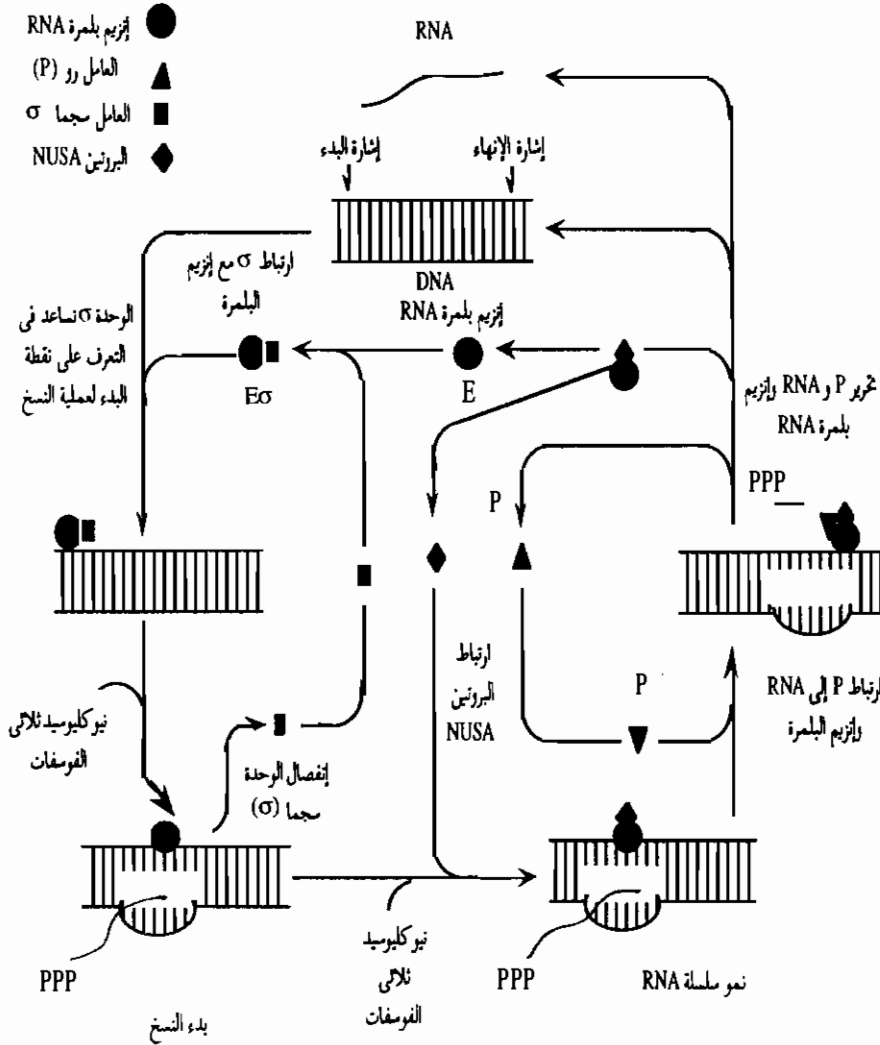 إنزيم بلمرة RNA
العامل رو (P)
العامل سجما σ
البروتين NUSA
RNA
إشارة البدء
إشارة الإنهاء
DNA
ارتباط σ مع إنزيم
البلمرة
إنزيم بلمرة RNA
الوحدة σ تساعد فى
التعرف على نقطة
البدء لعملية النسخ
Eσ
E
تحرير P و RNA وإنزيم
بلمرة RNA
P
PPP
ارتباط
البروتين
NUSA
P
ارتباط P إلى RNA
وإنزيم البلمرة
نيوكليوسيد ثلاثى
الفوسفات
إنفصال الوحدة
سجما (σ)
PPP
نيوكليوسيد
ثلاثى
الفوسفات
PPP
نمو سلسلة RNA
بدء النسخ